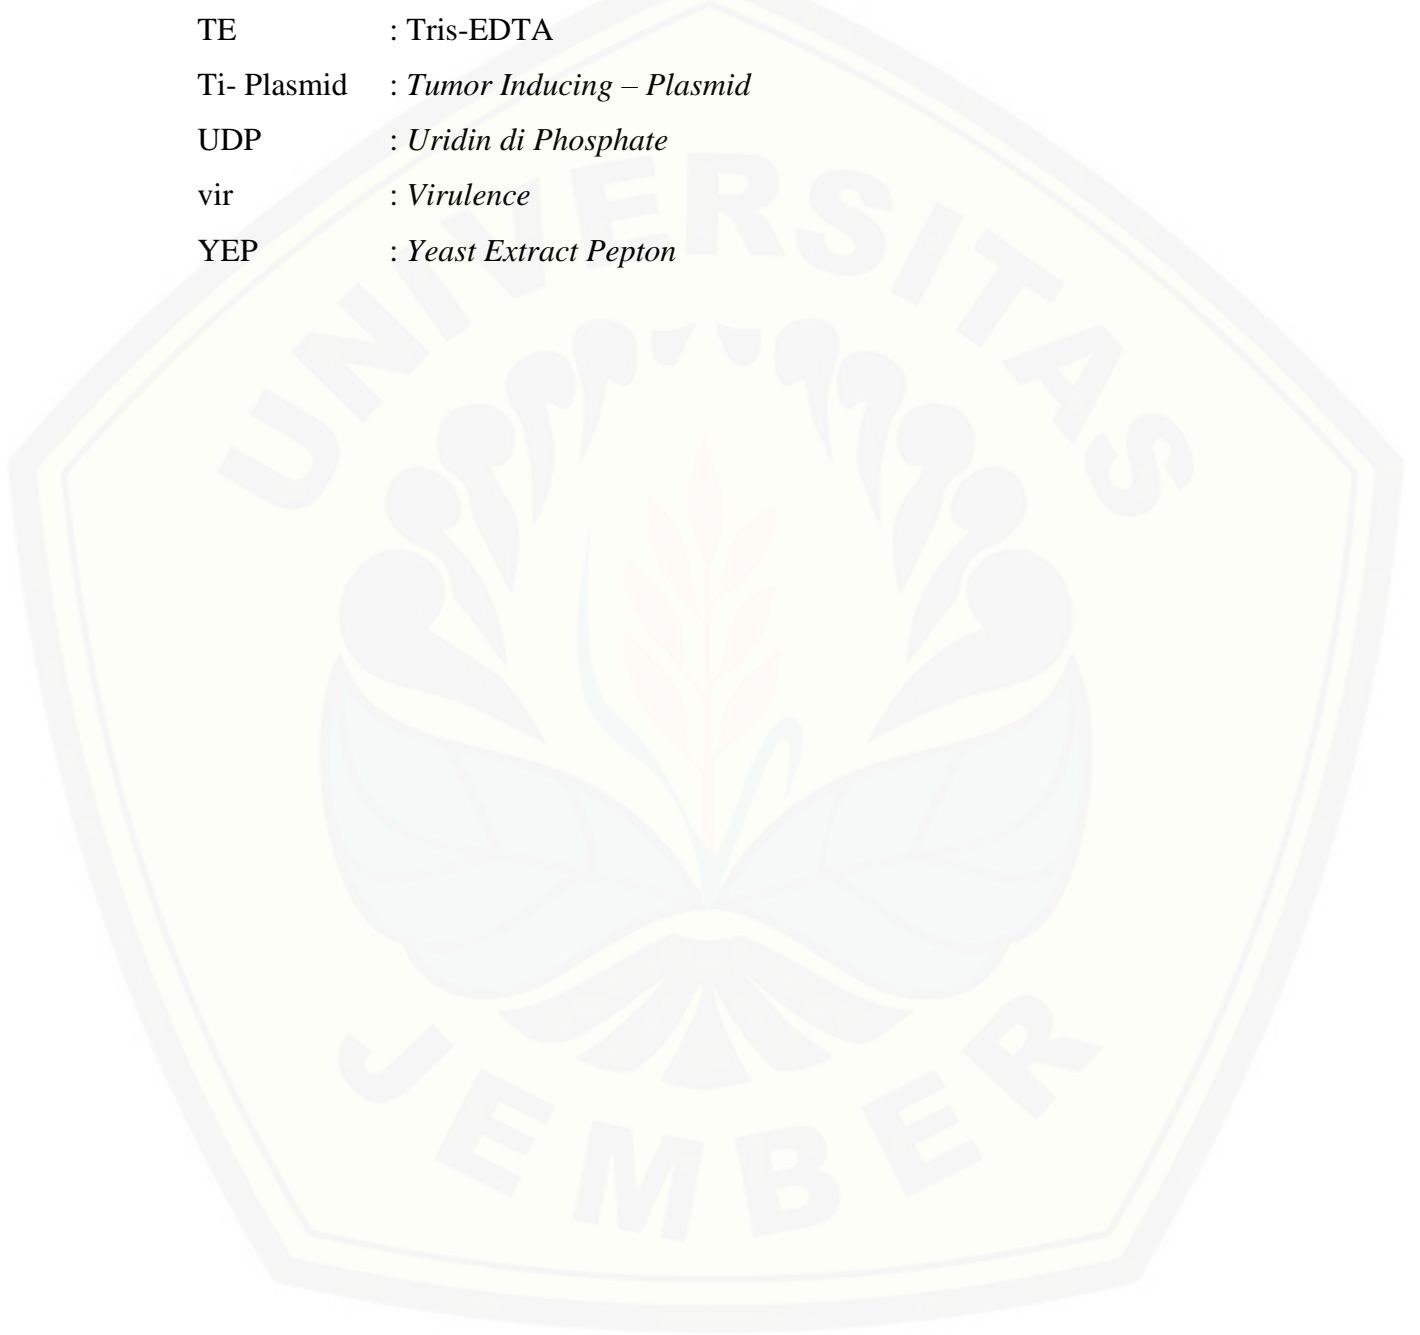 TE : Tris-EDTA
Ti- Plasmid : Tumor Inducing – Plasmid
UDP : Uridin di Phosphate
vir : Virulence
YEP : Yeast Extract Pepton
UNIVERSITAS
JEMBER